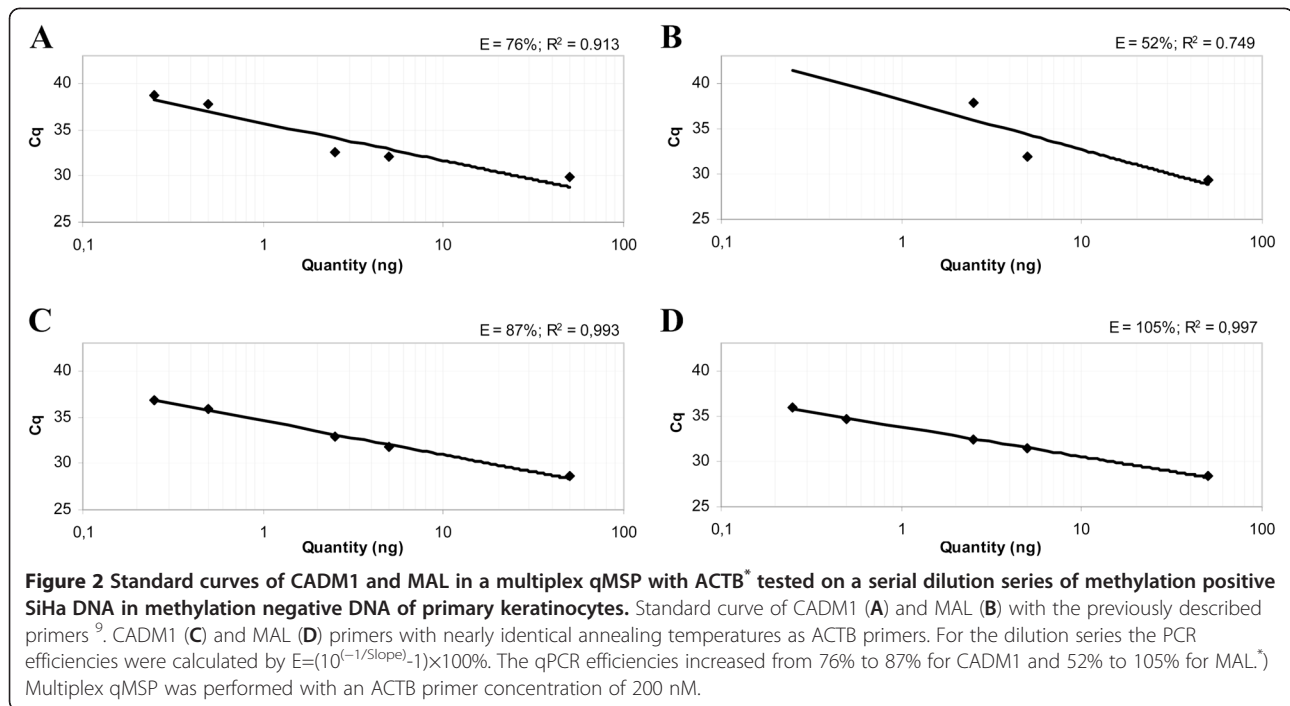 A
E = 76%; R² = 0.913
40
35
30
25
Cq
0,1
1
10
100
Quantity (ng)
B
E = 52%; R² = 0.749
40
35
30
25
Cq
0,1
1
10
100
Quantity (ng)
C
E = 87%; R² = 0,993
40
35
30
25
Cq
0,1
1
10
100
Quantity (ng)
D
E = 105%; R² = 0,997
40
35
30
25
Cq
0,1
1
10
100
Quantity (ng)
Figure 2 Standard curves of CADM1 and MAL in a multiplex qMSP with ACTB* tested on a serial dilution series of methylation positive
SiHa DNA in methylation negative DNA of primary keratinocytes. Standard curve of CADM1 (A) and MAL (B) with the previously described
primers ⁹. CADM1 (C) and MAL (D) primers with nearly identical annealing temperatures as ACTB primers. For the dilution series the PCR
efficiencies were calculated by E=(10^(−1/Slope)-1)×100%. The qPCR efficiencies increased from 76% to 87% for CADM1 and 52% to 105% for MAL.*)
Multiplex qMSP was performed with an ACTB primer concentration of 200 nM.